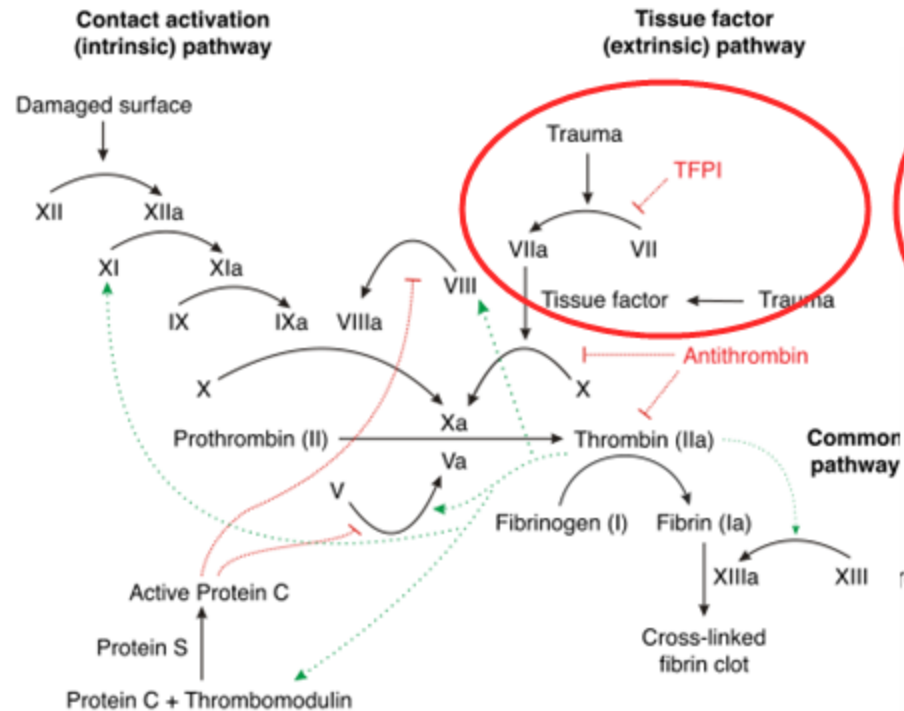 Contact activation
(intrinsic) pathway
Tissue factor
(extrinsic) pathway
Damaged surface
Trauma
TFPI
XII
XIIa
VIIa
VII
XI
XIa
VIII
Tissue factor
Trauma
IX
IXa
VIIIa
Antithrombin
X
X
Xa
Prothrombin (II)
Thrombin (IIa)
Common
pathway
Va
V
Fibrinogen (I)
Fibrin (Ia)
XIIIa
XIII
Active Protein C
Protein S
Cross-linked
fibrin clot
Protein C + Thrombomodulin